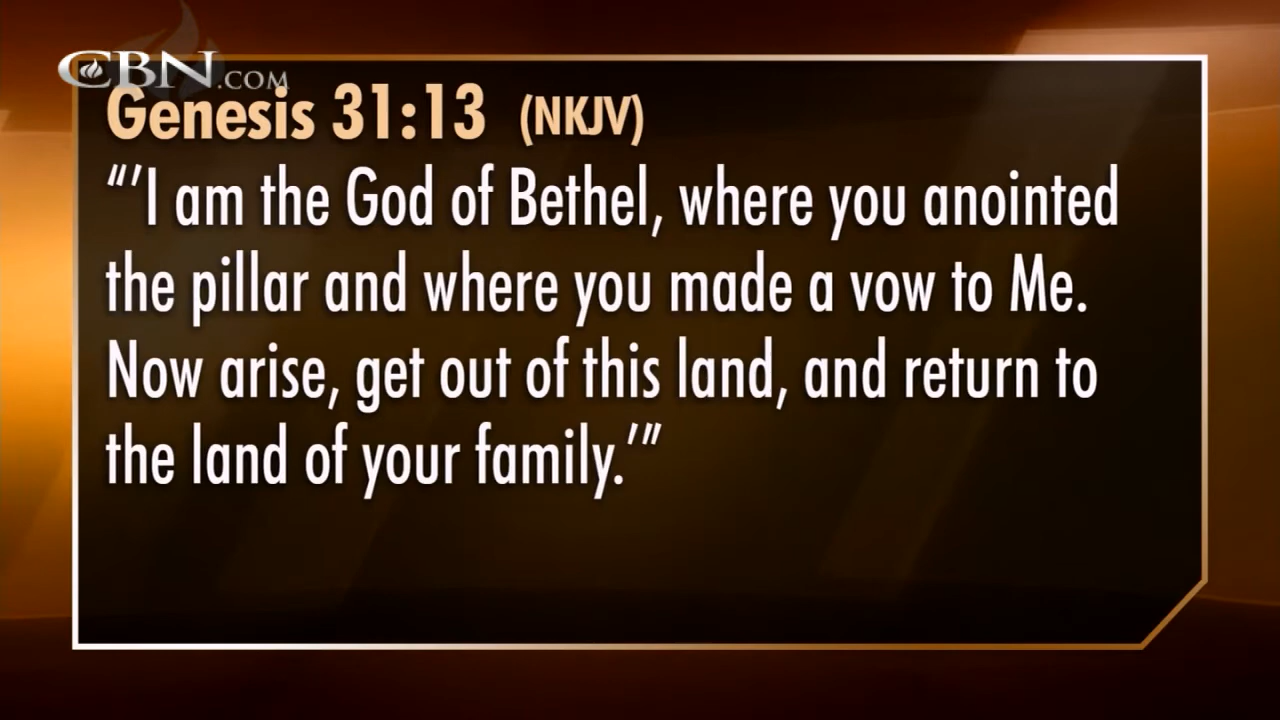 CBN.COM
Genesis 31:13 (NKJV)
“’I am the God of Bethel, where you anointed
the pillar and where you made a vow to Me.
Now arise, get out of this land, and return to
the land of your family.’”